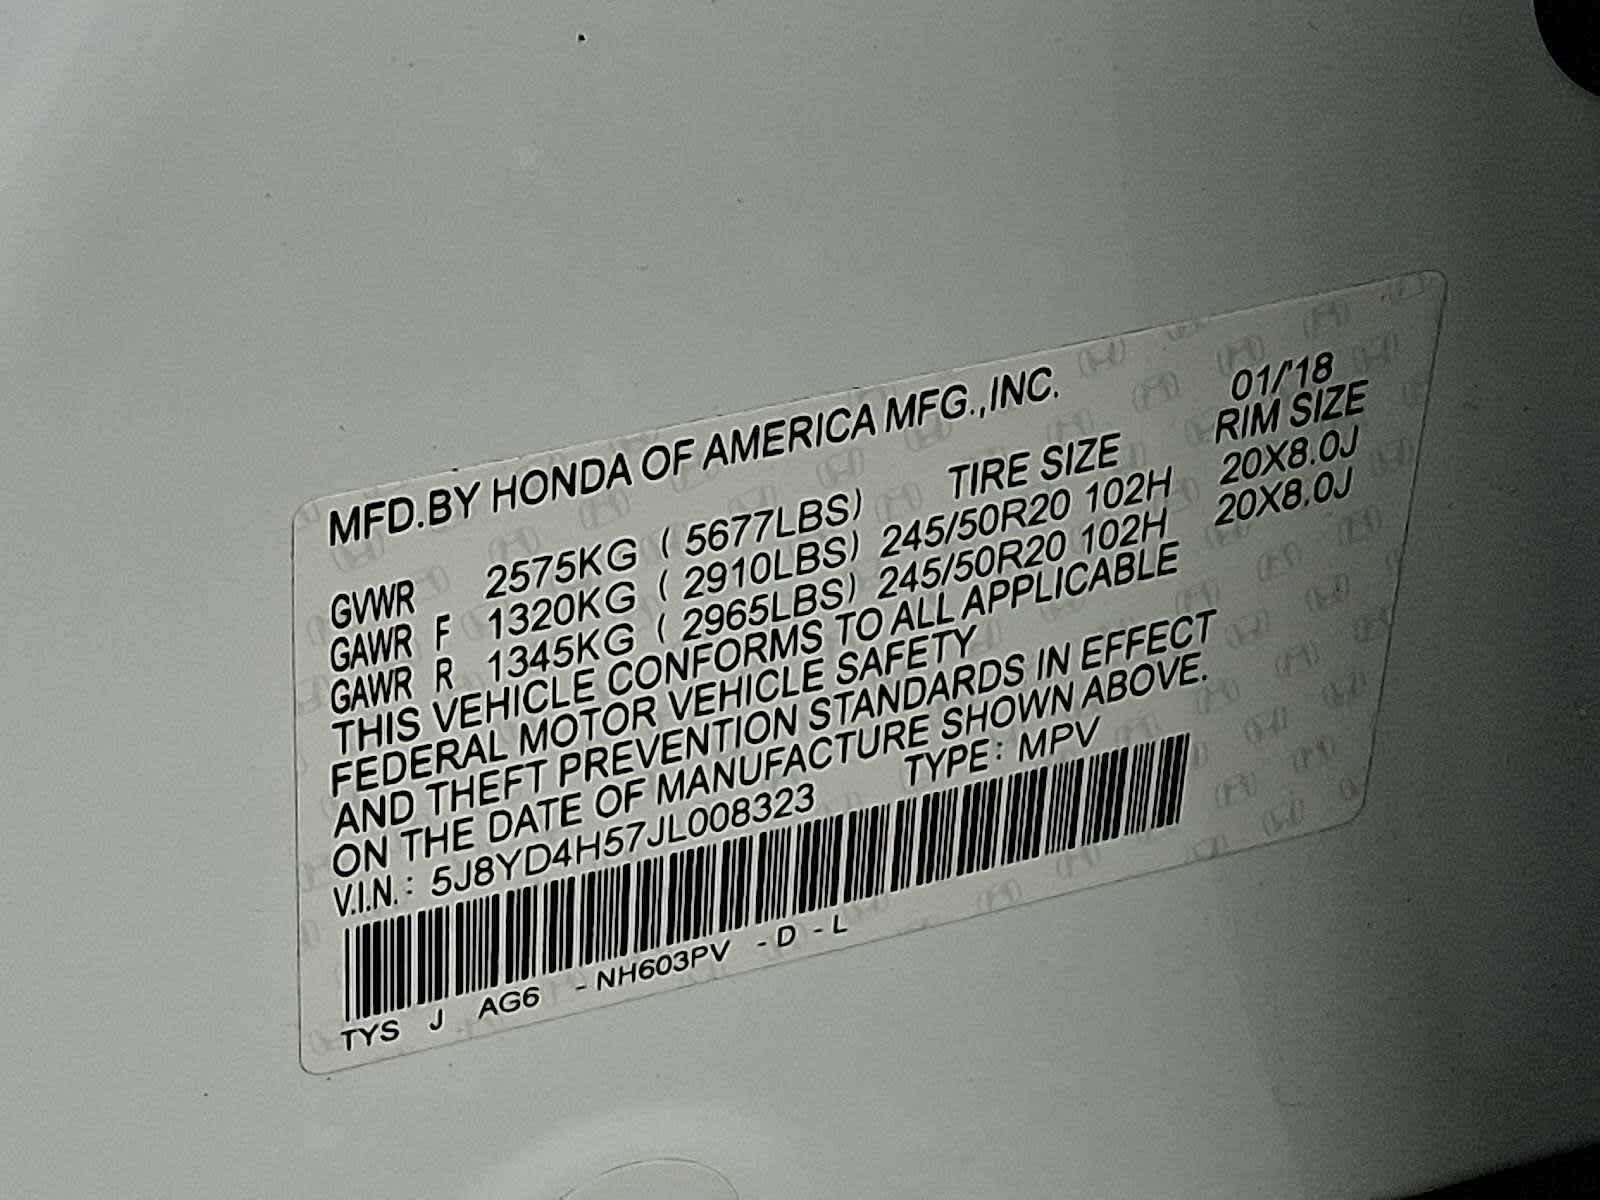 MFD.BY HONDA OF AMERICA MFG.,INC. 01/'18
TIRE SIZE RIM SIZE
GVWR 2575KG ( 5677LBS)
GAWR F 1320KG ( 2910LBS) 245/50R20 102H 20X8.0J
GAWR R 1345KG ( 2965LBS) 245/50R20 102H 20X8.0J
THIS VEHICLE CONFORMS TO ALL APPLICABLE
FEDERAL MOTOR VEHICLE SAFETY
AND THEFT PREVENTION STANDARDS IN EFFECT
ON THE DATE OF MANUFACTURE SHOWN ABOVE.
V.I.N.: 5J8YD4H57JL008323 TYPE: MPV
TYS J AG6 -NH603PV -D-L